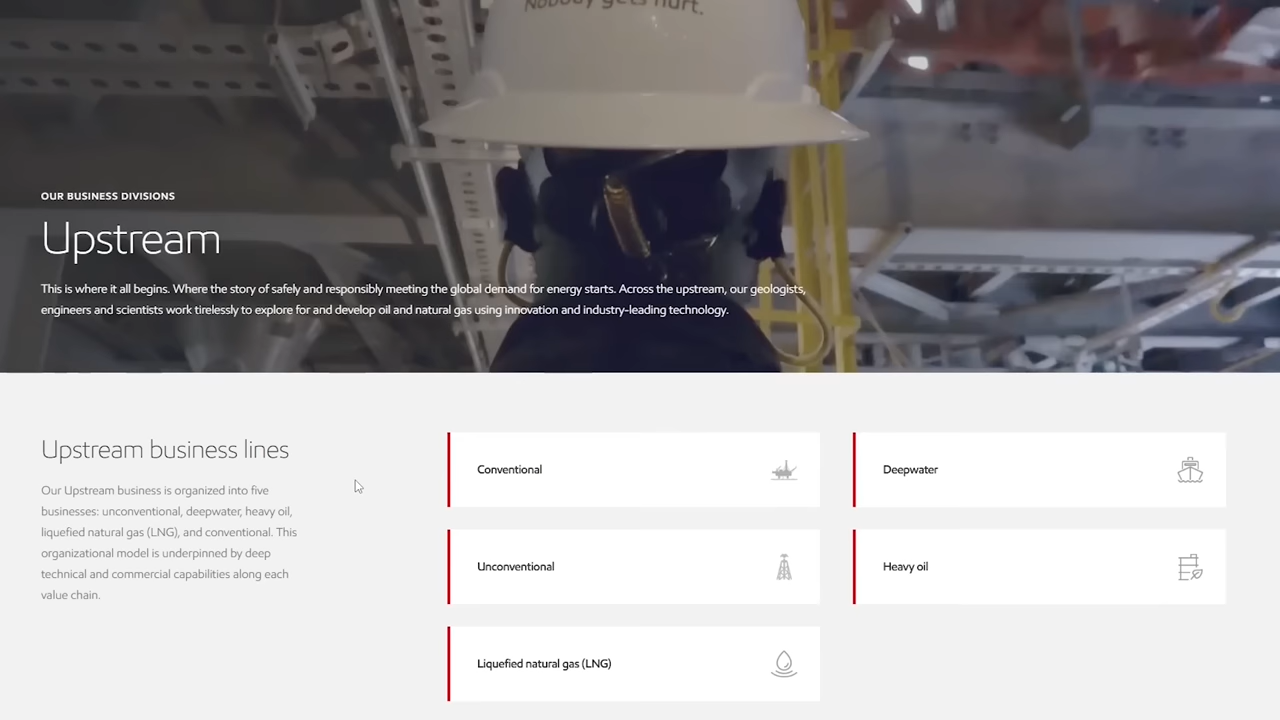 Nobody gets hurt.
OUR BUSINESS DIVISIONS
Upstream
This is where it all begins. Where the story of safely and responsibly meeting the global demand for energy starts. Across the upstream, our geologists,
engineers and scientists work tirelessly to explore for and develop oil and natural gas using innovation and industry-leading technology.
Upstream business lines
Our Upstream business is organized into five
businesses: unconventional, deepwater, heavy oil,
liquefied natural gas (LNG), and conventional. This
organizational model is underpinned by deep
technical and commercial capabilities along each
value chain.
Conventional
Deepwater
Unconventional
Heavy oil
Liquefied natural gas (LNG)